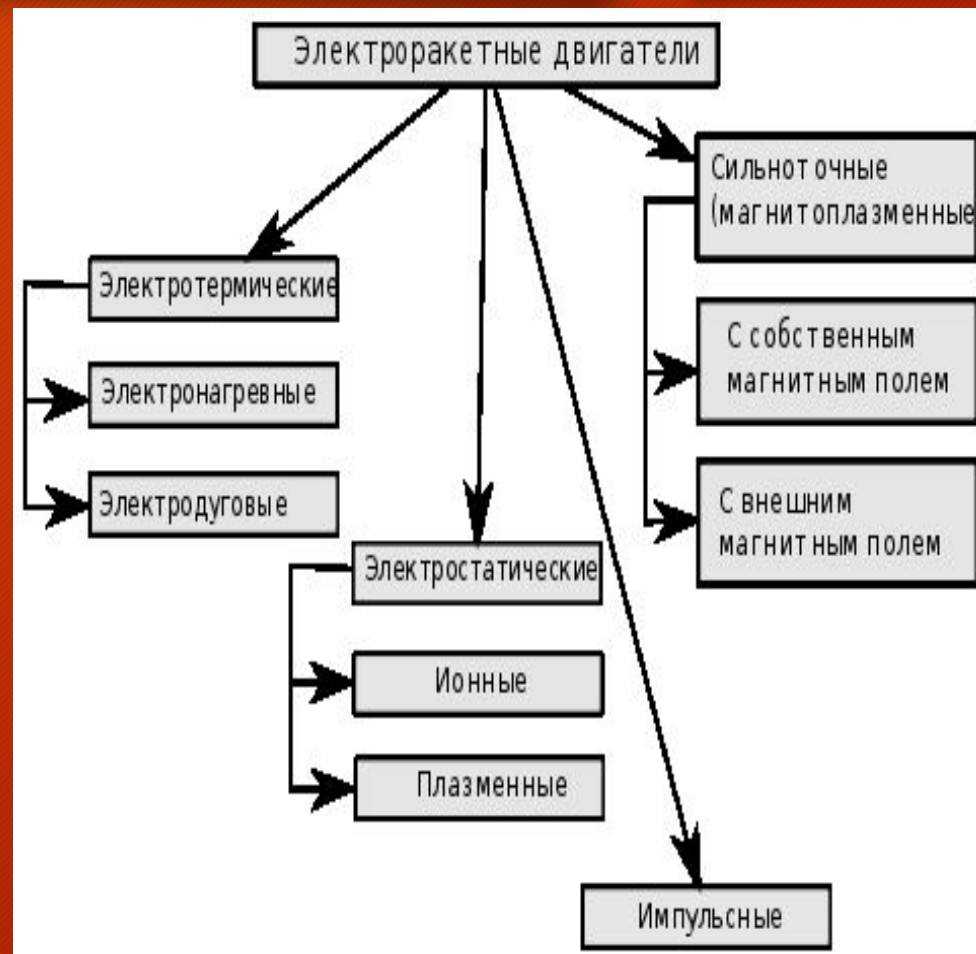 Электроракетные двигатели
Сильноточные
(магнитоплазменные
Электротермические
С собственным
магнитным полем
Электронагревные
Электродуговые
С внешним
магнитным полем
Электростатические
Ионные
Плазменные
Импульсные